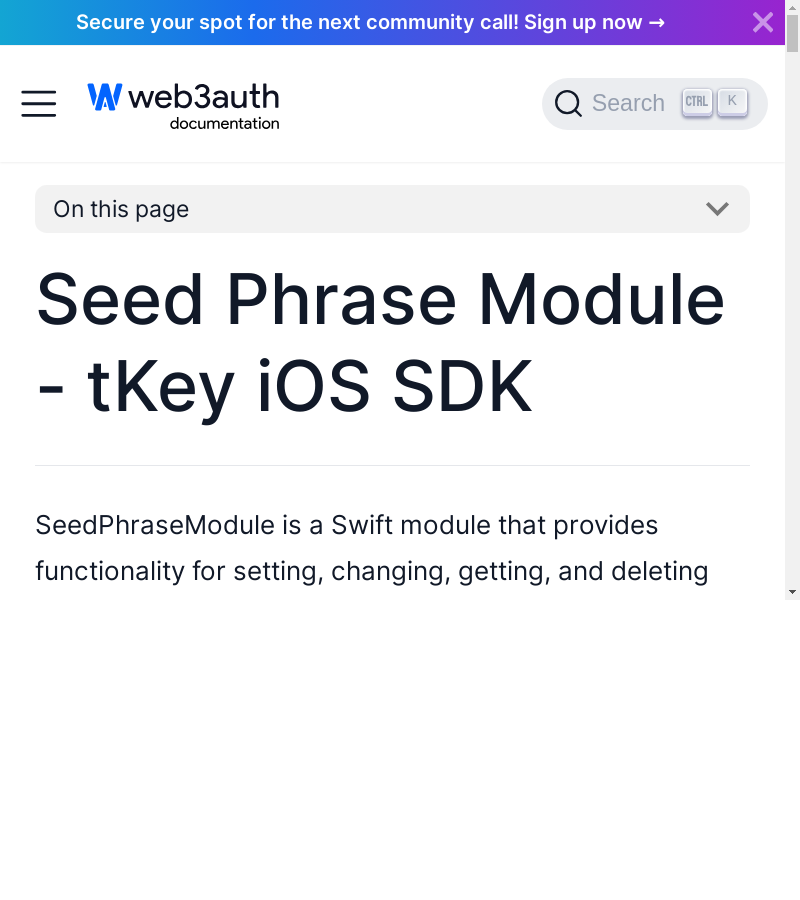 Secure your spot for the next community call! Sign up now →
web3auth
documentation
Search CTRL K
On this page
Seed Phrase Module
- tKey iOS SDK
SeedPhraseModule is a Swift module that provides
functionality for setting, changing, getting, and deleting